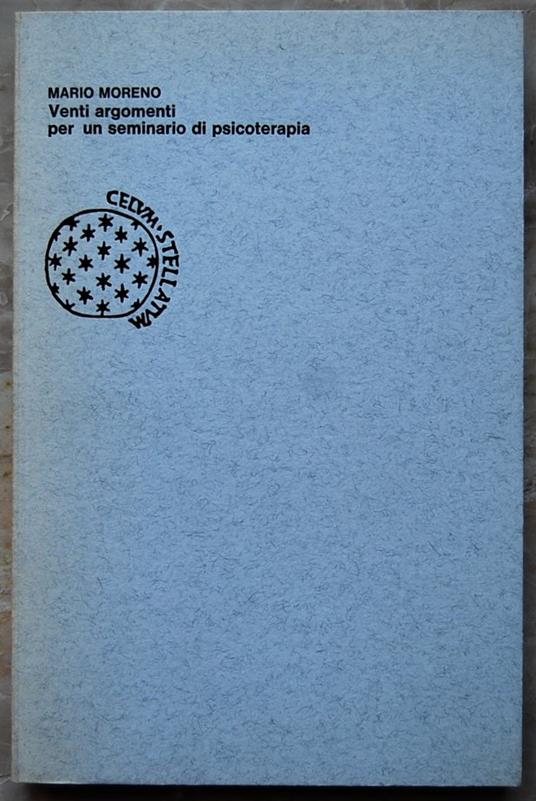 MARIO MORENO
Venti argomenti
per un seminario di psicoterapia
CELVM·STELLATVM